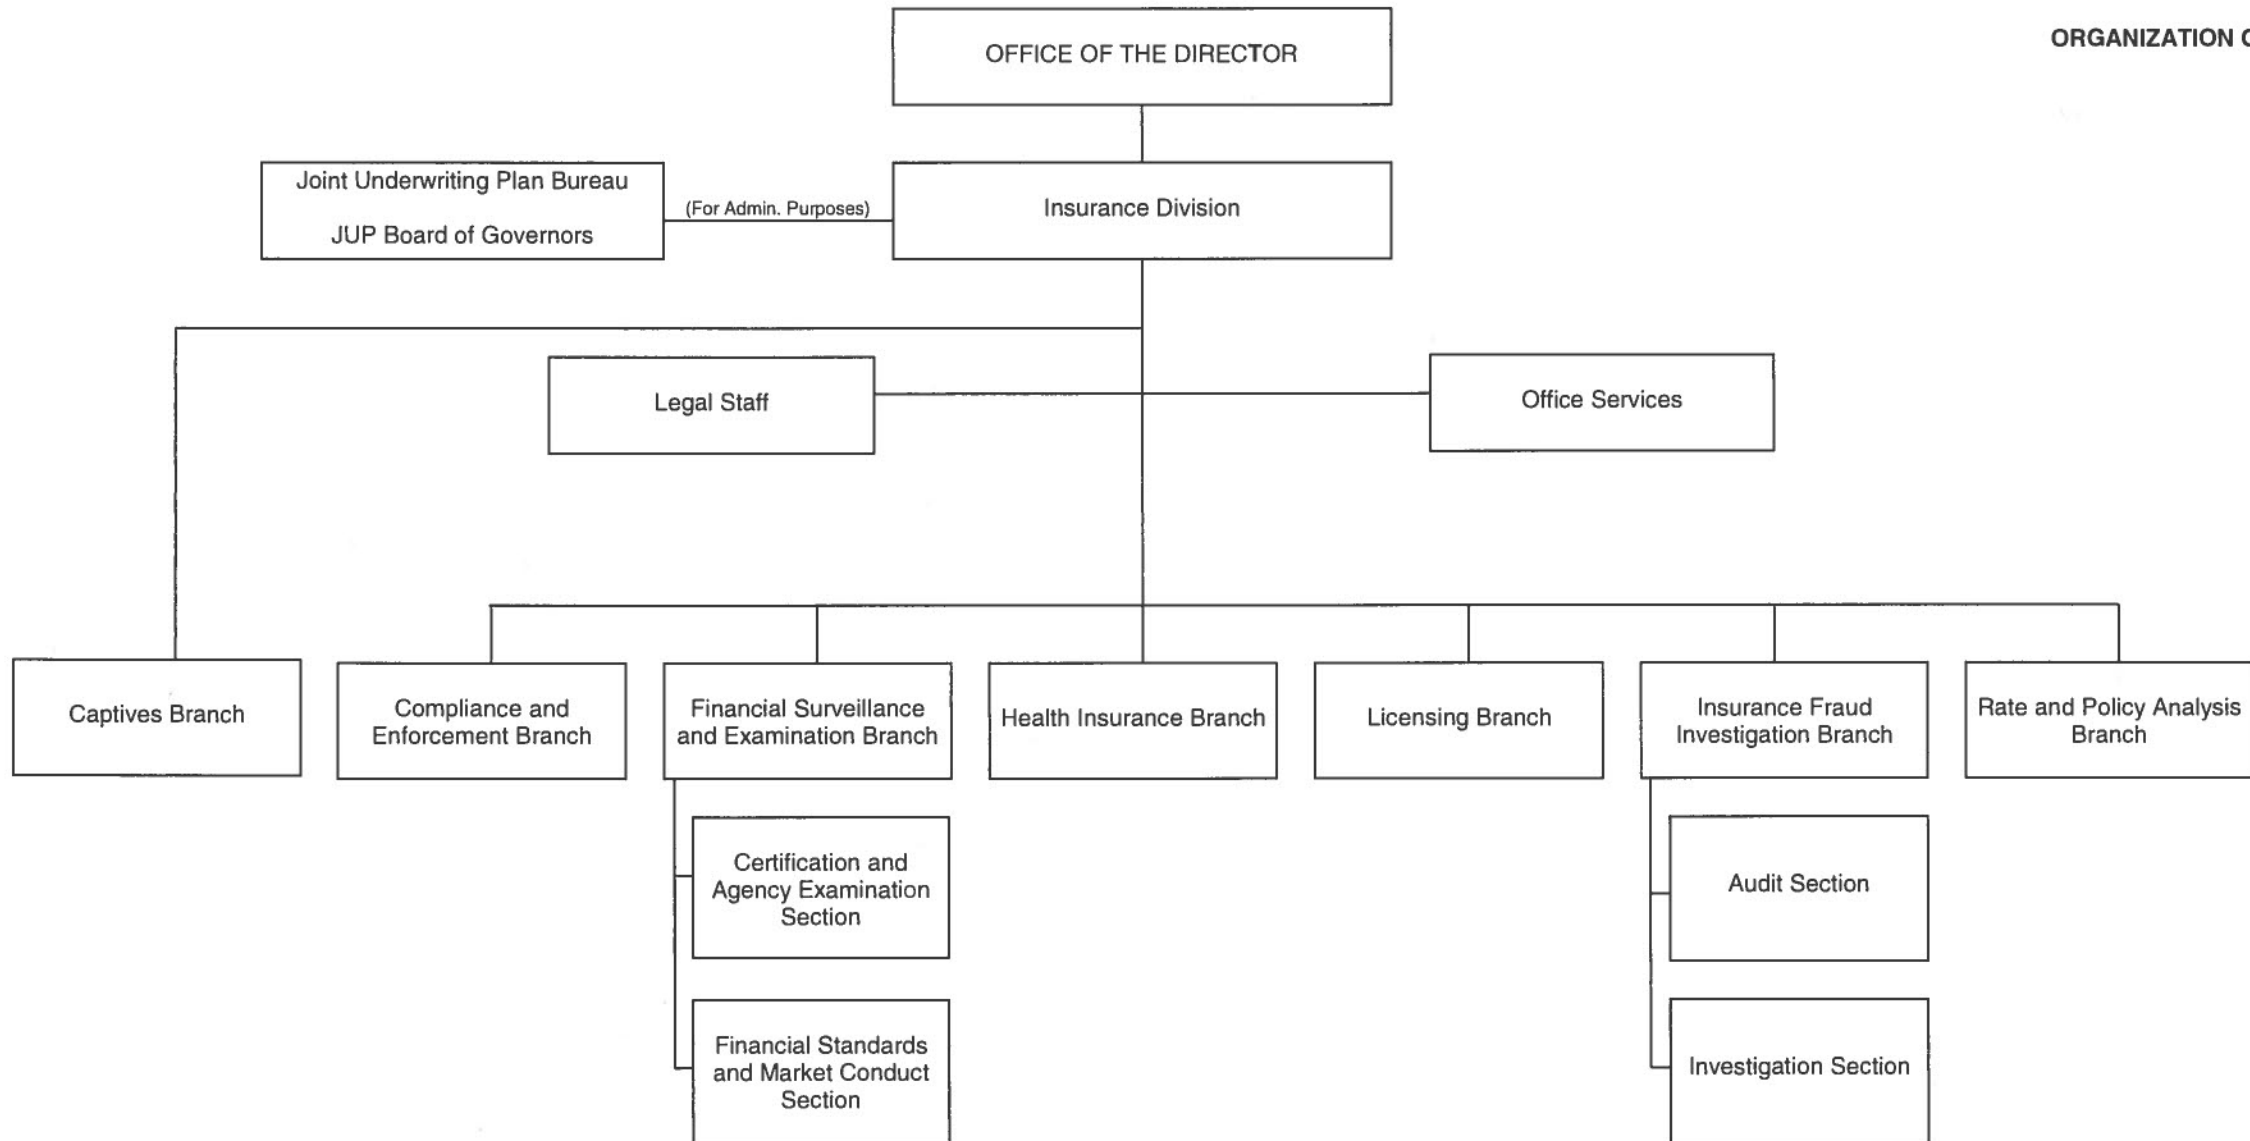 OFFICE OF THE DIRECTOR
ORGANIZATION
Joint Underwriting Plan Bureau
JUP Board of Governors
(For Admin. Purposes)
Insurance Division
Legal Staff
Office Services
Captives Branch
Compliance and
Enforcement Branch
Financial Surveillance
and Examination Branch
Health Insurance Branch
Licensing Branch
Insurance Fraud
Investigation Branch
Rate and Policy Analysis
Branch
Certification and
Agency Examination
Section
Audit Section
Financial Standards
and Market Conduct
Section
Investigation Section